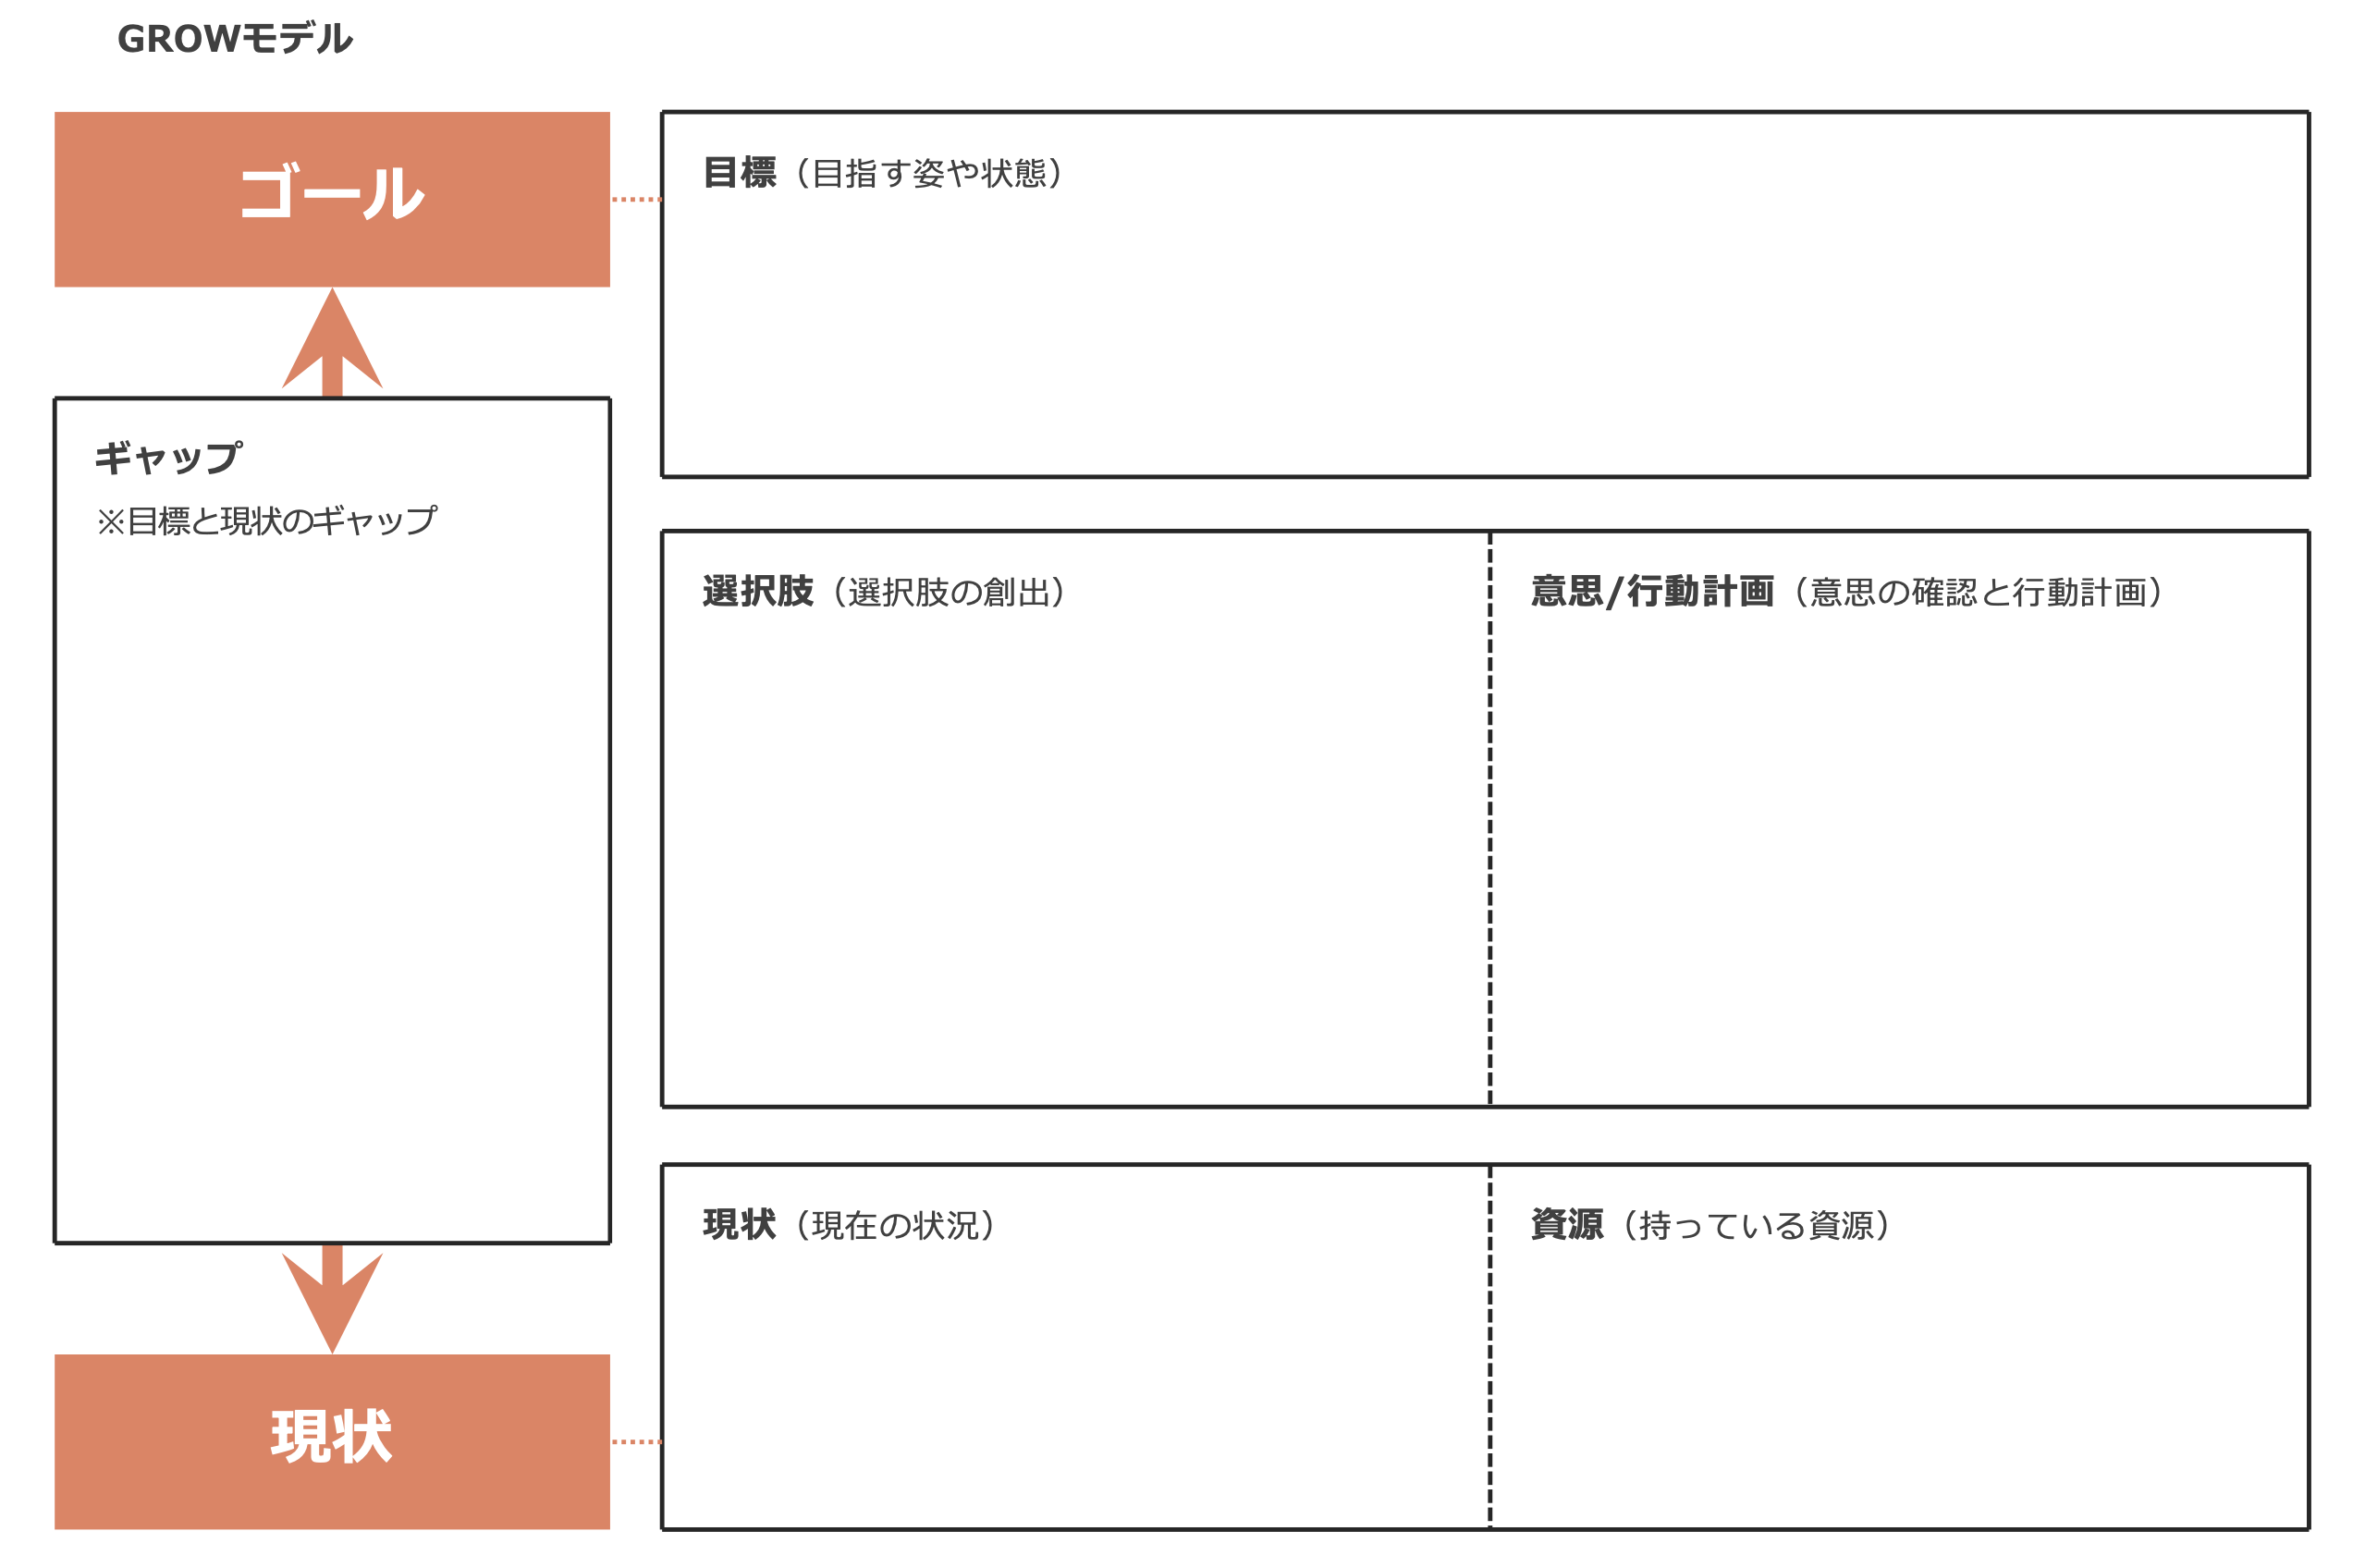 GROWモデル
ゴール
目標（目指す姿や状態）
ギャップ
※目標と現状のギャップ
選択肢（選択肢の創出）
意思/行動計画（意思の確認と行動計画）
現状（現在の状況）
資源（持っている資源）
現状